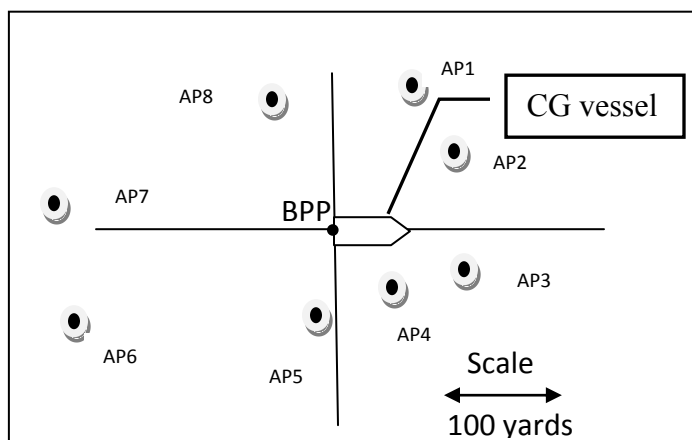 AP1
AP8
CG vessel
AP2
AP7
BPP
AP3
AP4
AP6
AP5
Scale
100 yards